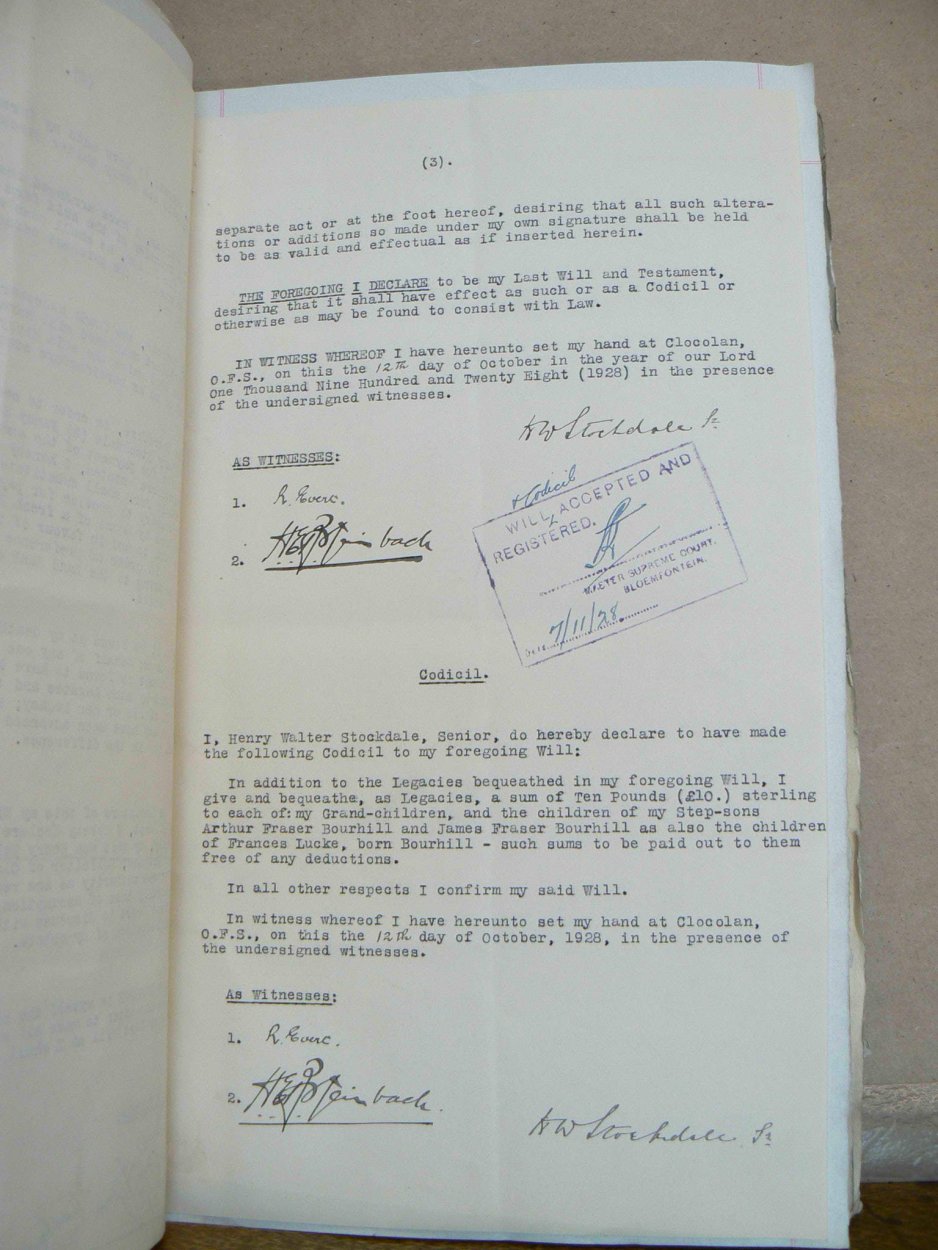 (3).
separate act or at the foot hereof, desiring that all such altera-
tions or additions so made under my own signature shall be held
to be as valid and effectual as if inserted herein.
THE FOREGOING I DECLARE to be my Last Will and Testament,
desiring that it shall have effect as such or as a Codicil or
otherwise as may be found to consist with Law.
IN WITNESS WHEREOF I have hereunto set my hand at Clocolan,
O.F.S., on this the 12th day of October in the year of our Lord
One Thousand Nine Hundred and Twenty Eight (1928) in the presence
of the undersigned witnesses.
HW Stockdale Sr
AS WITNESSES:
1.
2.
+ Codicil
WILL ACCEPTED AND
REGISTERED.
MASTER SUPREME COURT,
BLOEMFONTEIN.
DATE 7/11/28
Codicil.
I, Henry Walter Stockdale, Senior, do hereby declare to have made
the following Codicil to my foregoing Will:
In addition to the Legacies bequeathed in my foregoing Will, I
give and bequeathe, as Legacies, a sum of Ten Pounds (£10.) sterling
to each of: my Grand-children, and the children of my Step-sons
Arthur Fraser Bourhill and James Fraser Bourhill as also the children
of Frances Lucke, born Bourhill - such sums to be paid out to them
free of any deductions.
In all other respects I confirm my said Will.
In witness whereof I have hereunto set my hand at Clocolan,
O.F.S., on this the 12th day of October, 1928, in the presence of
the undersigned witnesses.
As Witnesses:
1.
2.
HW Stockdale Sr